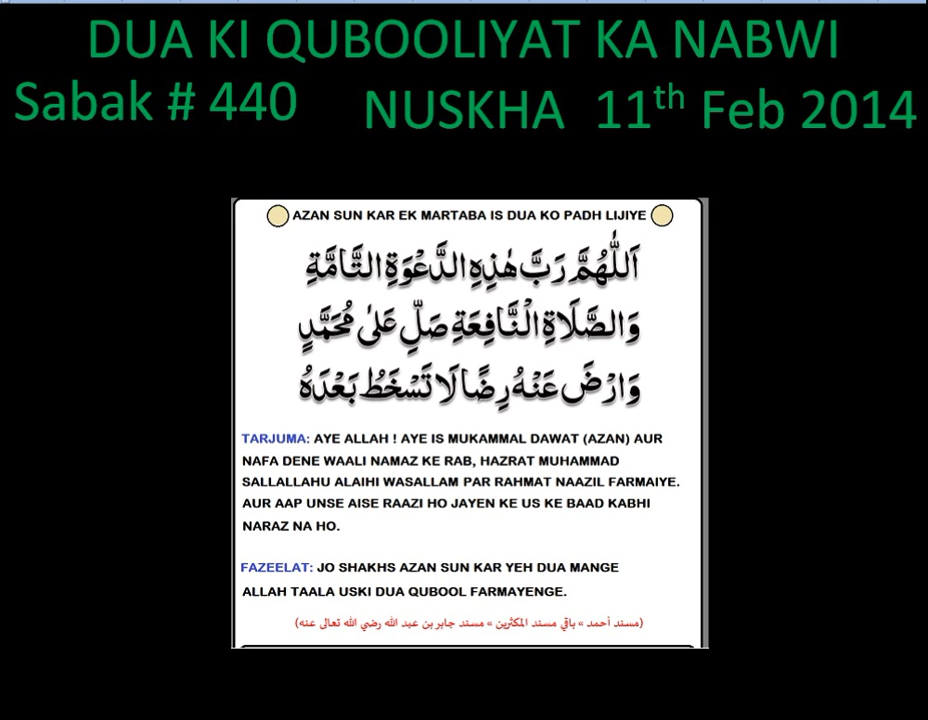 DUA KI QUBOOLIYAT KA NABWI
Sabak # 440 NUSKHA 11th Feb 2014
AZAN SUN KAR EK MARTABA IS DUA KO PADH LIJIYE
اَللّٰهُمَّ رَبَّ هٰذِهِ الدَّعْوَةِ التَّامَّةِ
وَالصَّلَاةِ النَّافِعَةِ صَلِّ عَلٰى مُحَمَّدٍ
وَارْضَ عَنْهُ رِضًا لَا تَسْخَطُ بَعْدَهُ
TARJUMA: AYE ALLAH ! AYE IS MUKAMMAL DAWAT (AZAN) AUR
NAFA DENE WAALI NAMAZ KE RAB, HAZRAT MUHAMMAD
SALLALLAHU ALAIHI WASALLAM PAR RAHMAT NAAZIL FARMAIYE.
AUR AAP UNSE AISE RAAZI HO JAYEN KE US KE BAAD KABHI
NARAZ NA HO.
FAZEELAT: JO SHAKHS AZAN SUN KAR YEH DUA MANGE
ALLAH TAALA USKI DUA QUBOOL FARMAYENGE.
(مسند أحمد » باقي مسند المكثرين » مسند جابر بن عبد الله رضي الله تعالى عنه)